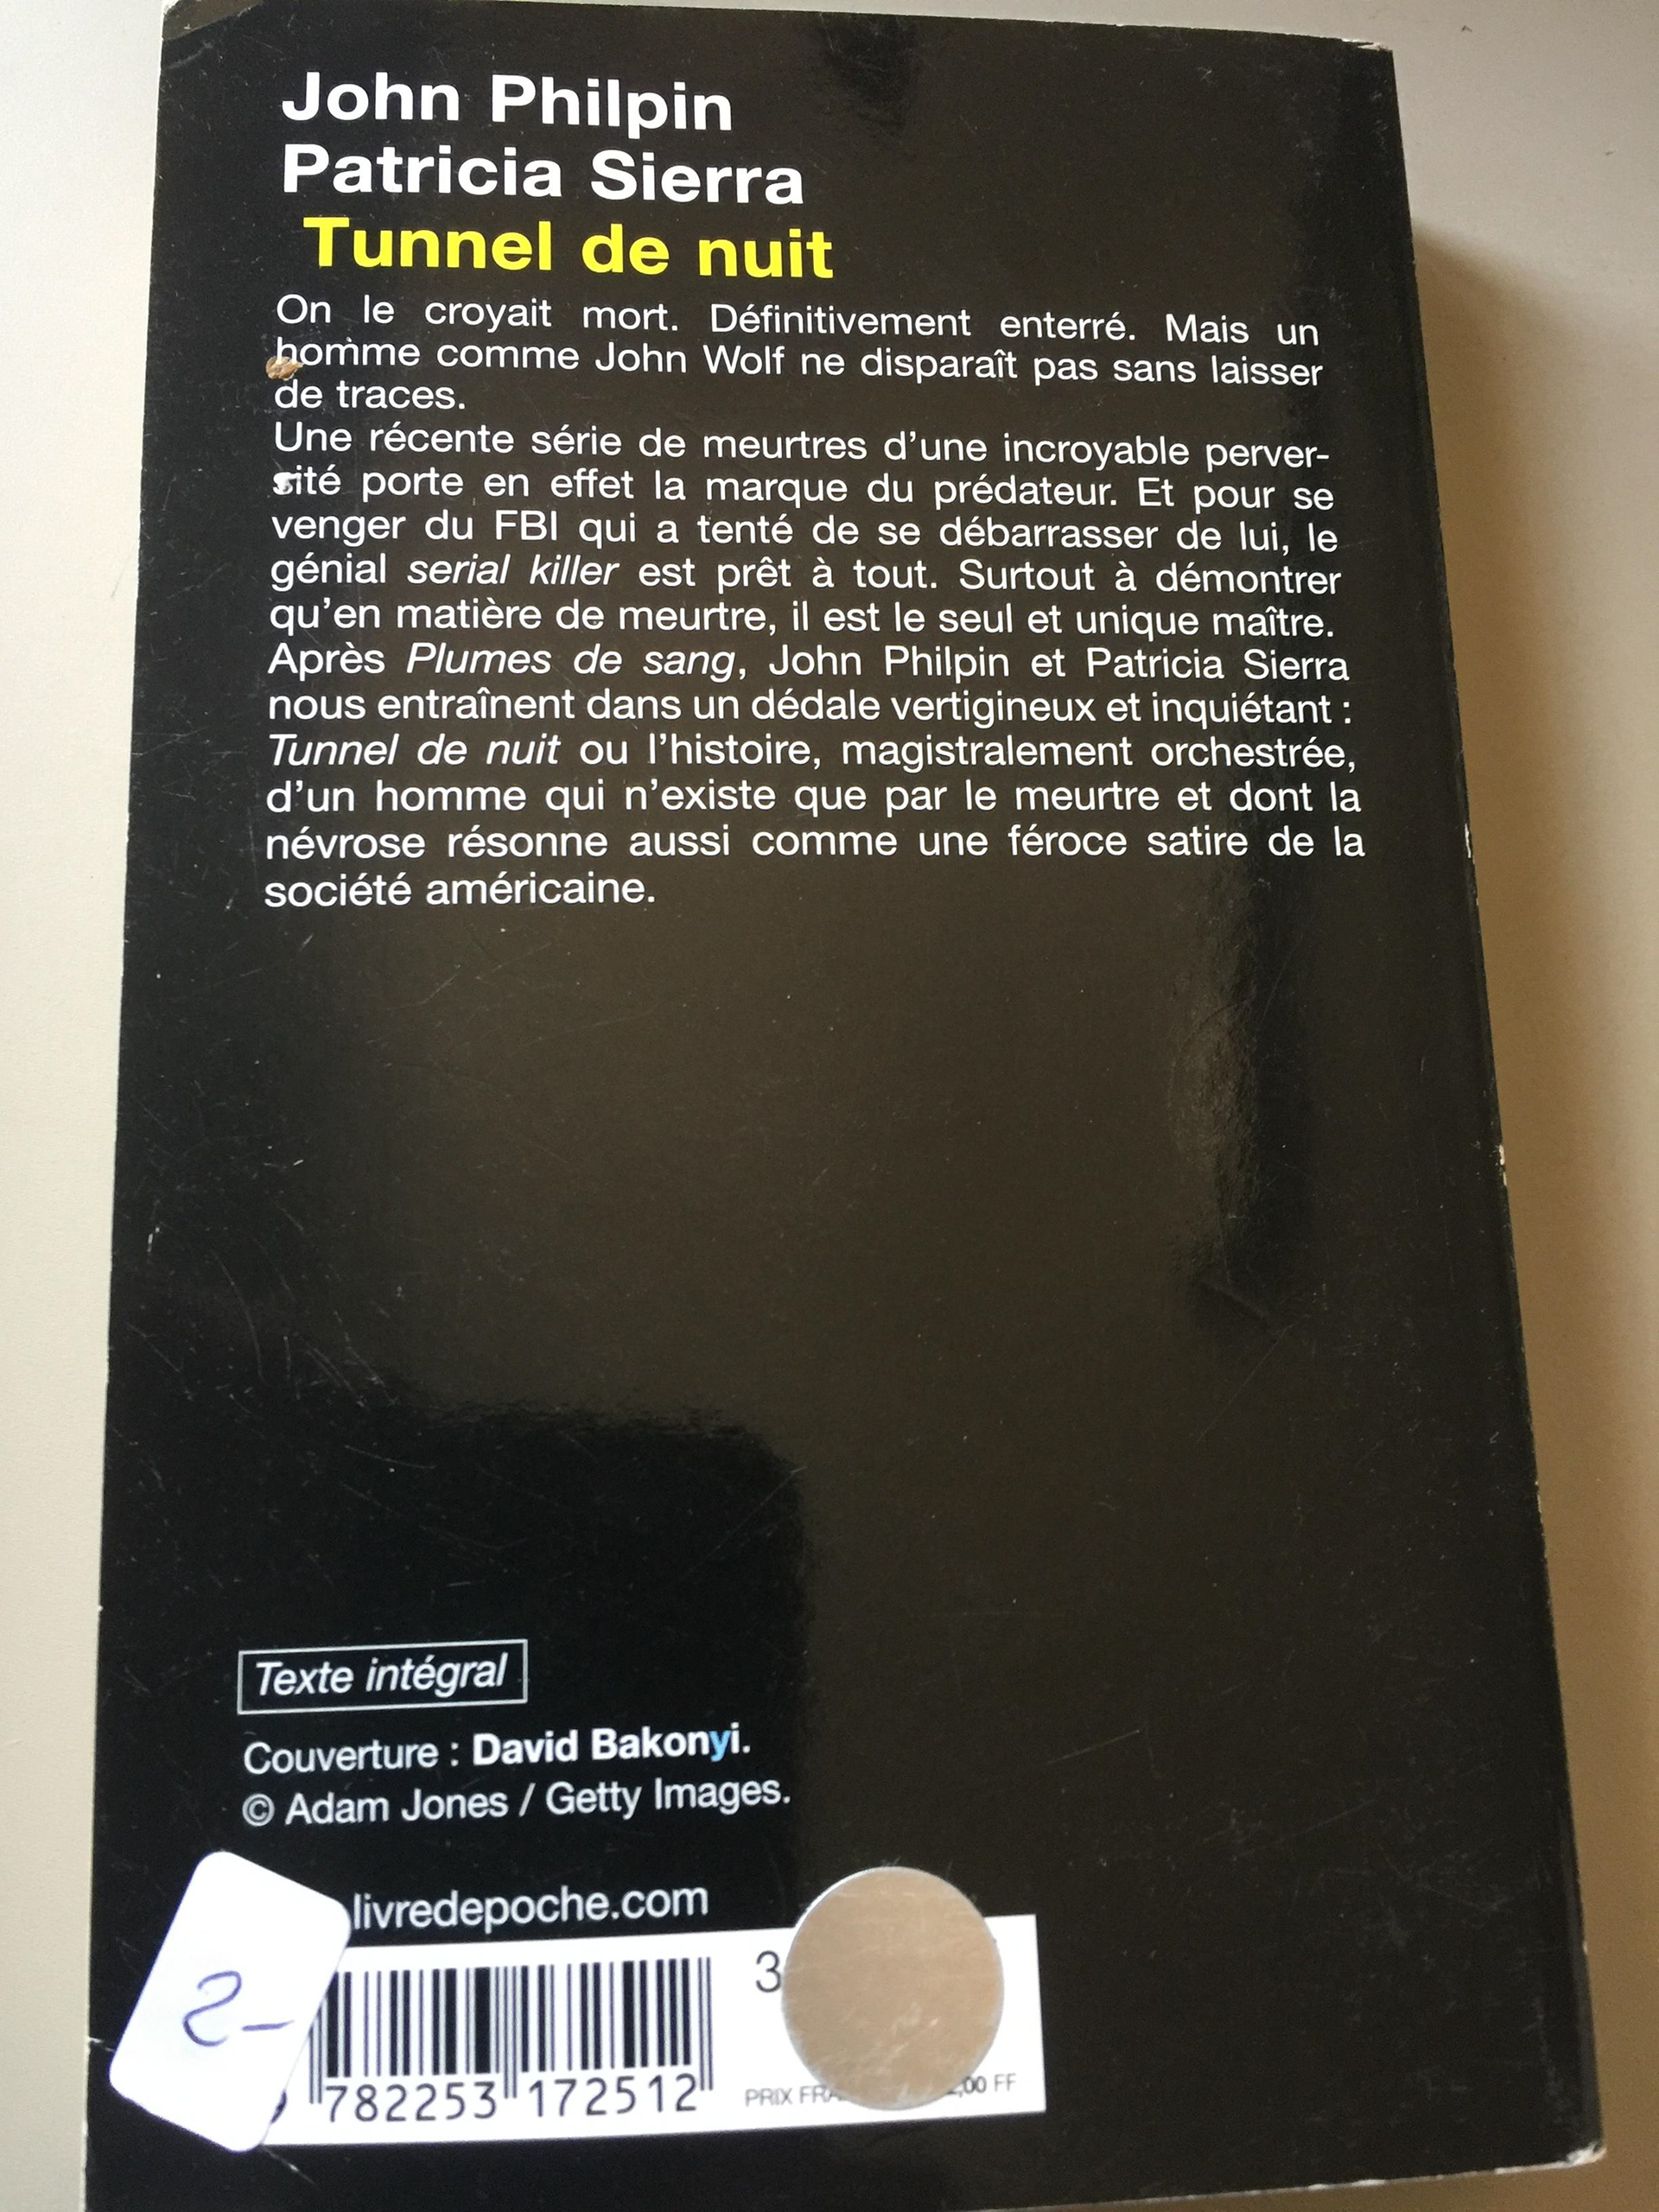 John Philpin
Patricia Sierra
Tunnel de nuit
On le croyait mort. Définitivement enterré. Mais un
homme comme John Wolf ne disparaît pas sans laisser
de traces.
Une récente série de meurtres d'une incroyable perver-
sité porte en effet la marque du prédateur. Et pour se
venger du FBI qui a tenté de se débarrasser de lui, le
génial serial killer est prêt à tout. Surtout à démontrer
qu'en matière de meurtre, il est le seul et unique maître.
Après Plumes de sang, John Philpin et Patricia Sierra
nous entraînent dans un dédale vertigineux et inquiétant :
Tunnel de nuit ou l'histoire, magistralement orchestrée,
d'un homme qui n'existe que par le meurtre et dont la
névrose résonne aussi comme une féroce satire de la
société américaine.
Texte intégral
Couverture : David Bakonyi.
© Adam Jones / Getty Images.
livredepoche.com
3
782253 172512
PRIX FRA ,00 FF